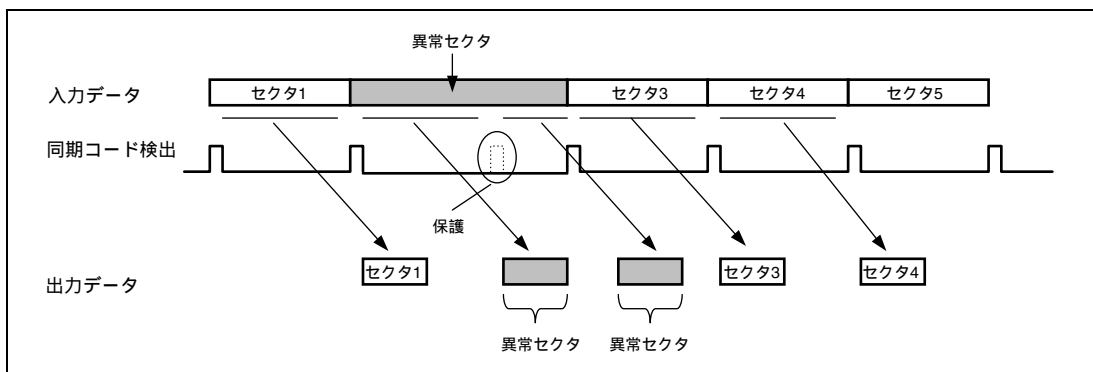 異常セクタ
入力データ
セクタ1
セクタ3
セクタ4
セクタ5
同期コード検出
保護
出力データ
セクタ1
セクタ3
セクタ4
異常セクタ
異常セクタ